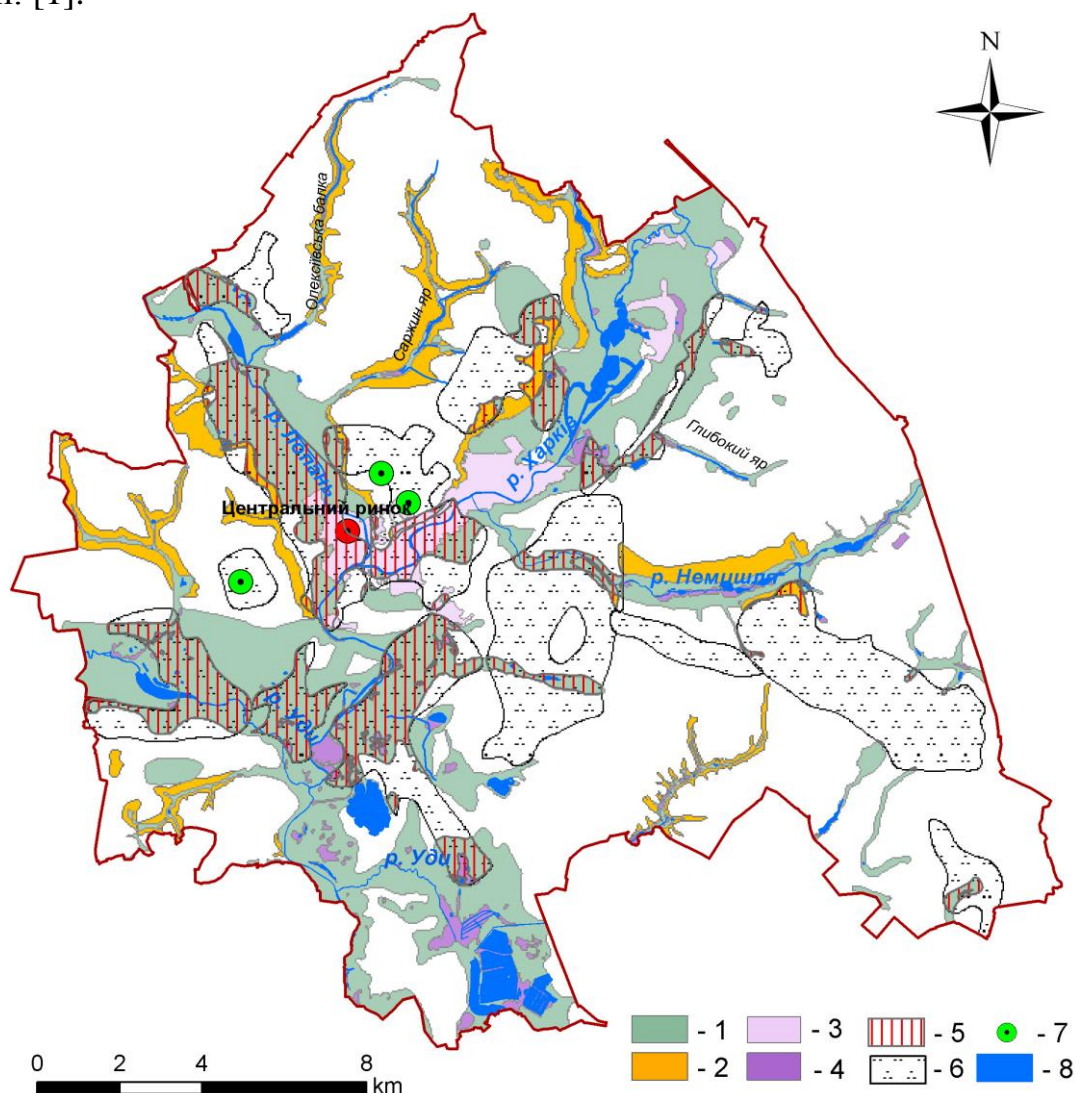 N
Олексіївська балка
Саржин яр
р. Лопань
р. Харків
Глибокий яр
Центральний ринок
р. Немишля
р. Уди
р. Уди
0 2 4 8
km
- 1 - 3 - 5 - 7
- 2 - 4 - 6 - 8